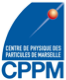 CENTRE DE PHYSIQUE DES
PARTICULES DE MARSEILLE
CPPM